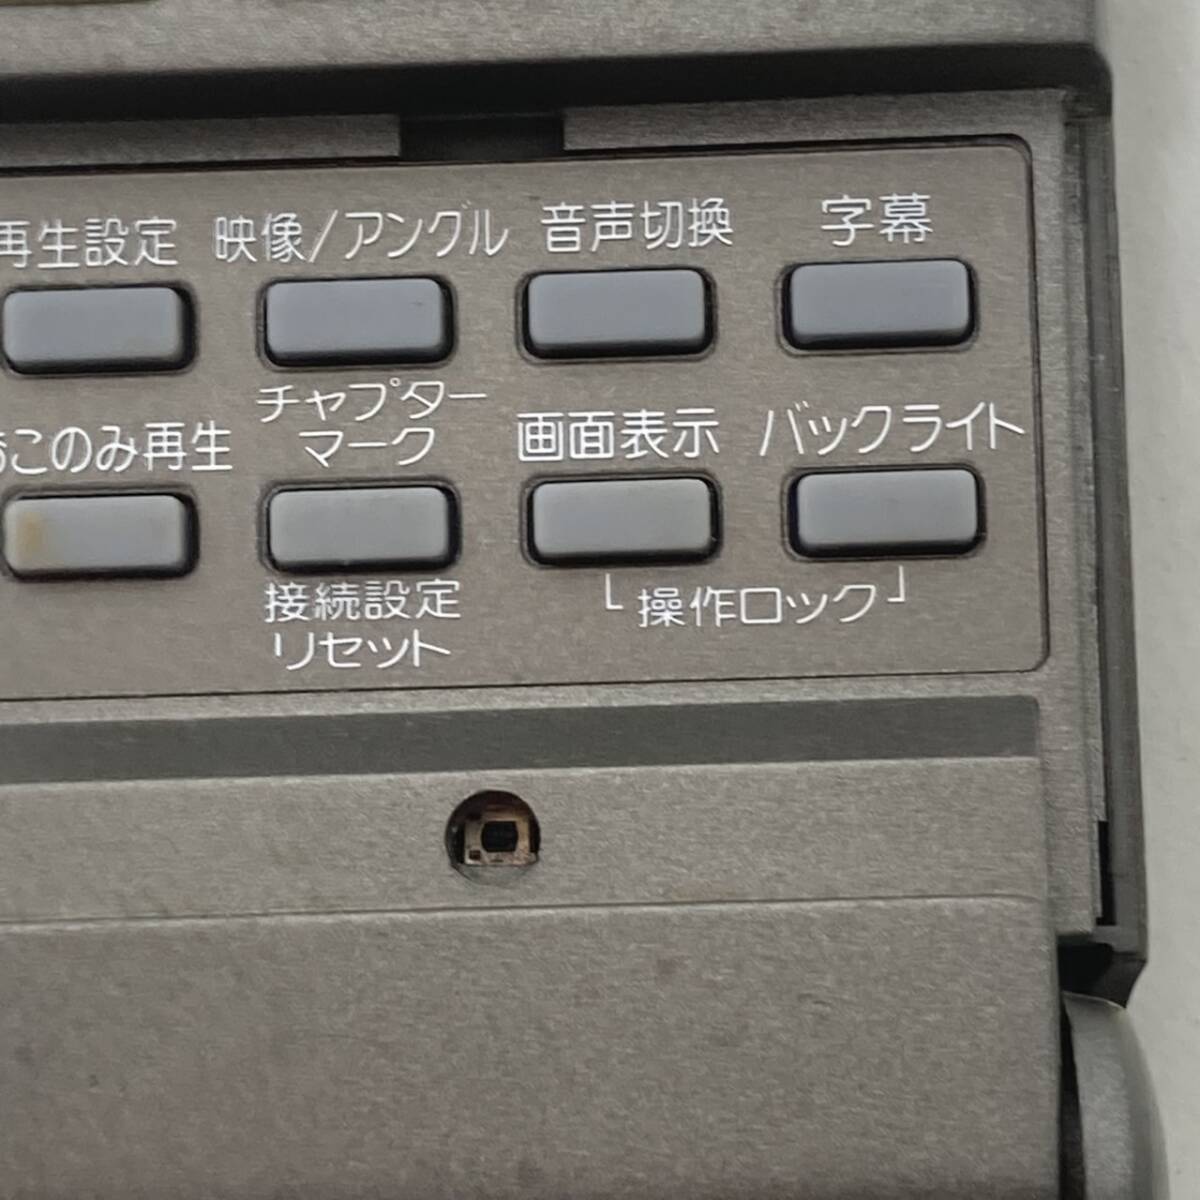 再生設定 映像/アングル 音声切換 字幕
おこのみ再生 チャプター
マーク 画面表示 バックライト
接続設定
リセット
操作ロック